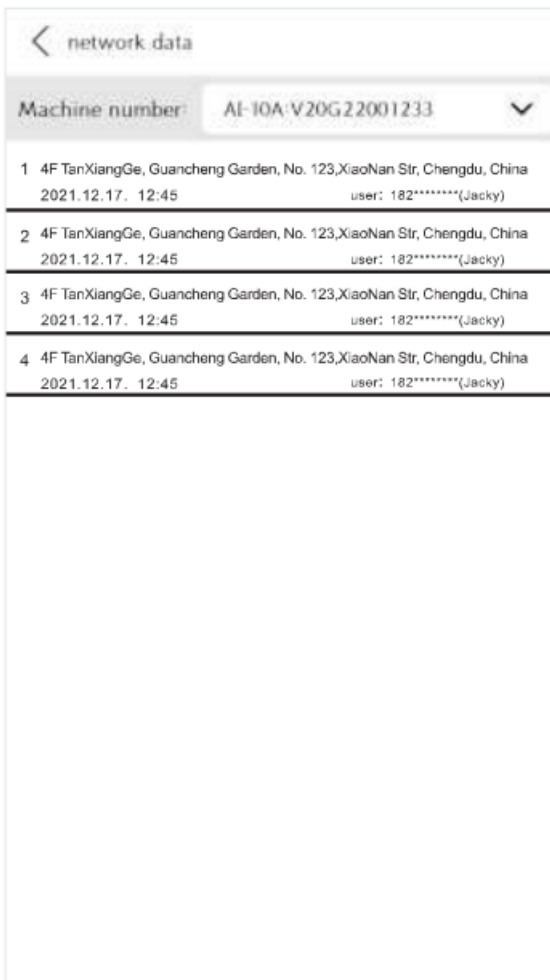 network data
Machine number: AI-10A:V20G22001233
1 4F TanXiangGe, Guancheng Garden, No. 123,XiaoNan Str, Chengdu, China
2021.12.17. 12:45 user: 182********(Jacky)
2 4F TanXiangGe, Guancheng Garden, No. 123,XiaoNan Str, Chengdu, China
2021.12.17. 12:45 user: 182********(Jacky)
3 4F TanXiangGe, Guancheng Garden, No. 123,XiaoNan Str, Chengdu, China
2021.12.17. 12:45 user: 182********(Jacky)
4 4F TanXiangGe, Guancheng Garden, No. 123,XiaoNan Str, Chengdu, China
2021.12.17. 12:45 user: 182********(Jacky)